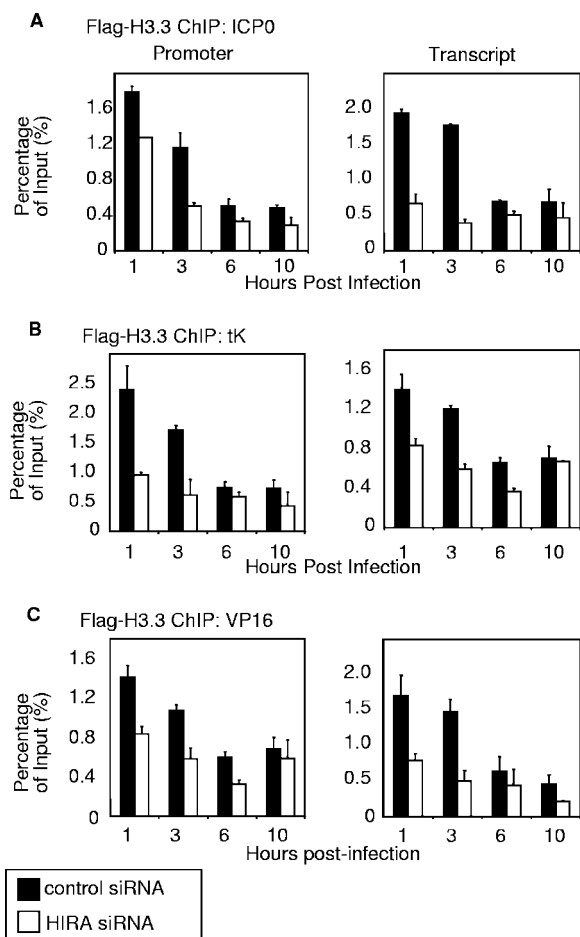 A
Flag-H3.3 ChIP: ICP0
Promoter
Transcript
Percentage of Input (%)
1.6
1.2
0.8
0.4
0
2.0
1.5
1.0
0.5
0
1 3 6 10
1 3 6 10
Hours Post Infection
B
Flag-H3.3 ChIP: tK
Percentage of Input (%)
2.5
2.0
1.5
1.0
0.5
0
1.6
1.2
0.8
0.4
0
1 3 6 10
1 3 6 10
Hours Post Infection
C
Flag-H3.3 ChIP: VP16
Percentage of Input (%)
1.6
1.2
0.8
0.4
0
2.0
1.5
1.0
0.5
0
1 3 6 10
1 3 6 10
Hours post-infection
control siRNA
HIRA siRNA